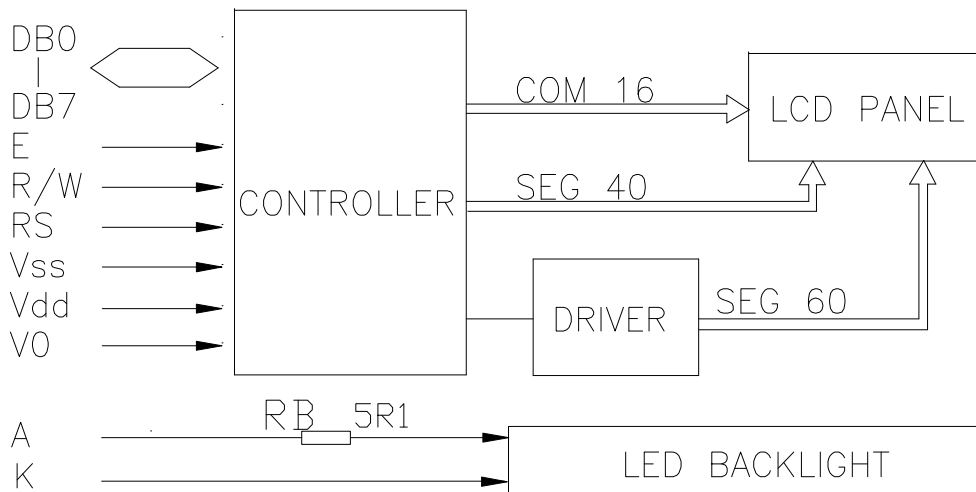 DB0
|
DB7
E
R/W
RS
Vss
Vdd
V0
CONTROLLER
COM 16
SEG 40
LCD PANEL
DRIVER
SEG 60
A
K
RB 5R1
LED BACKLIGHT